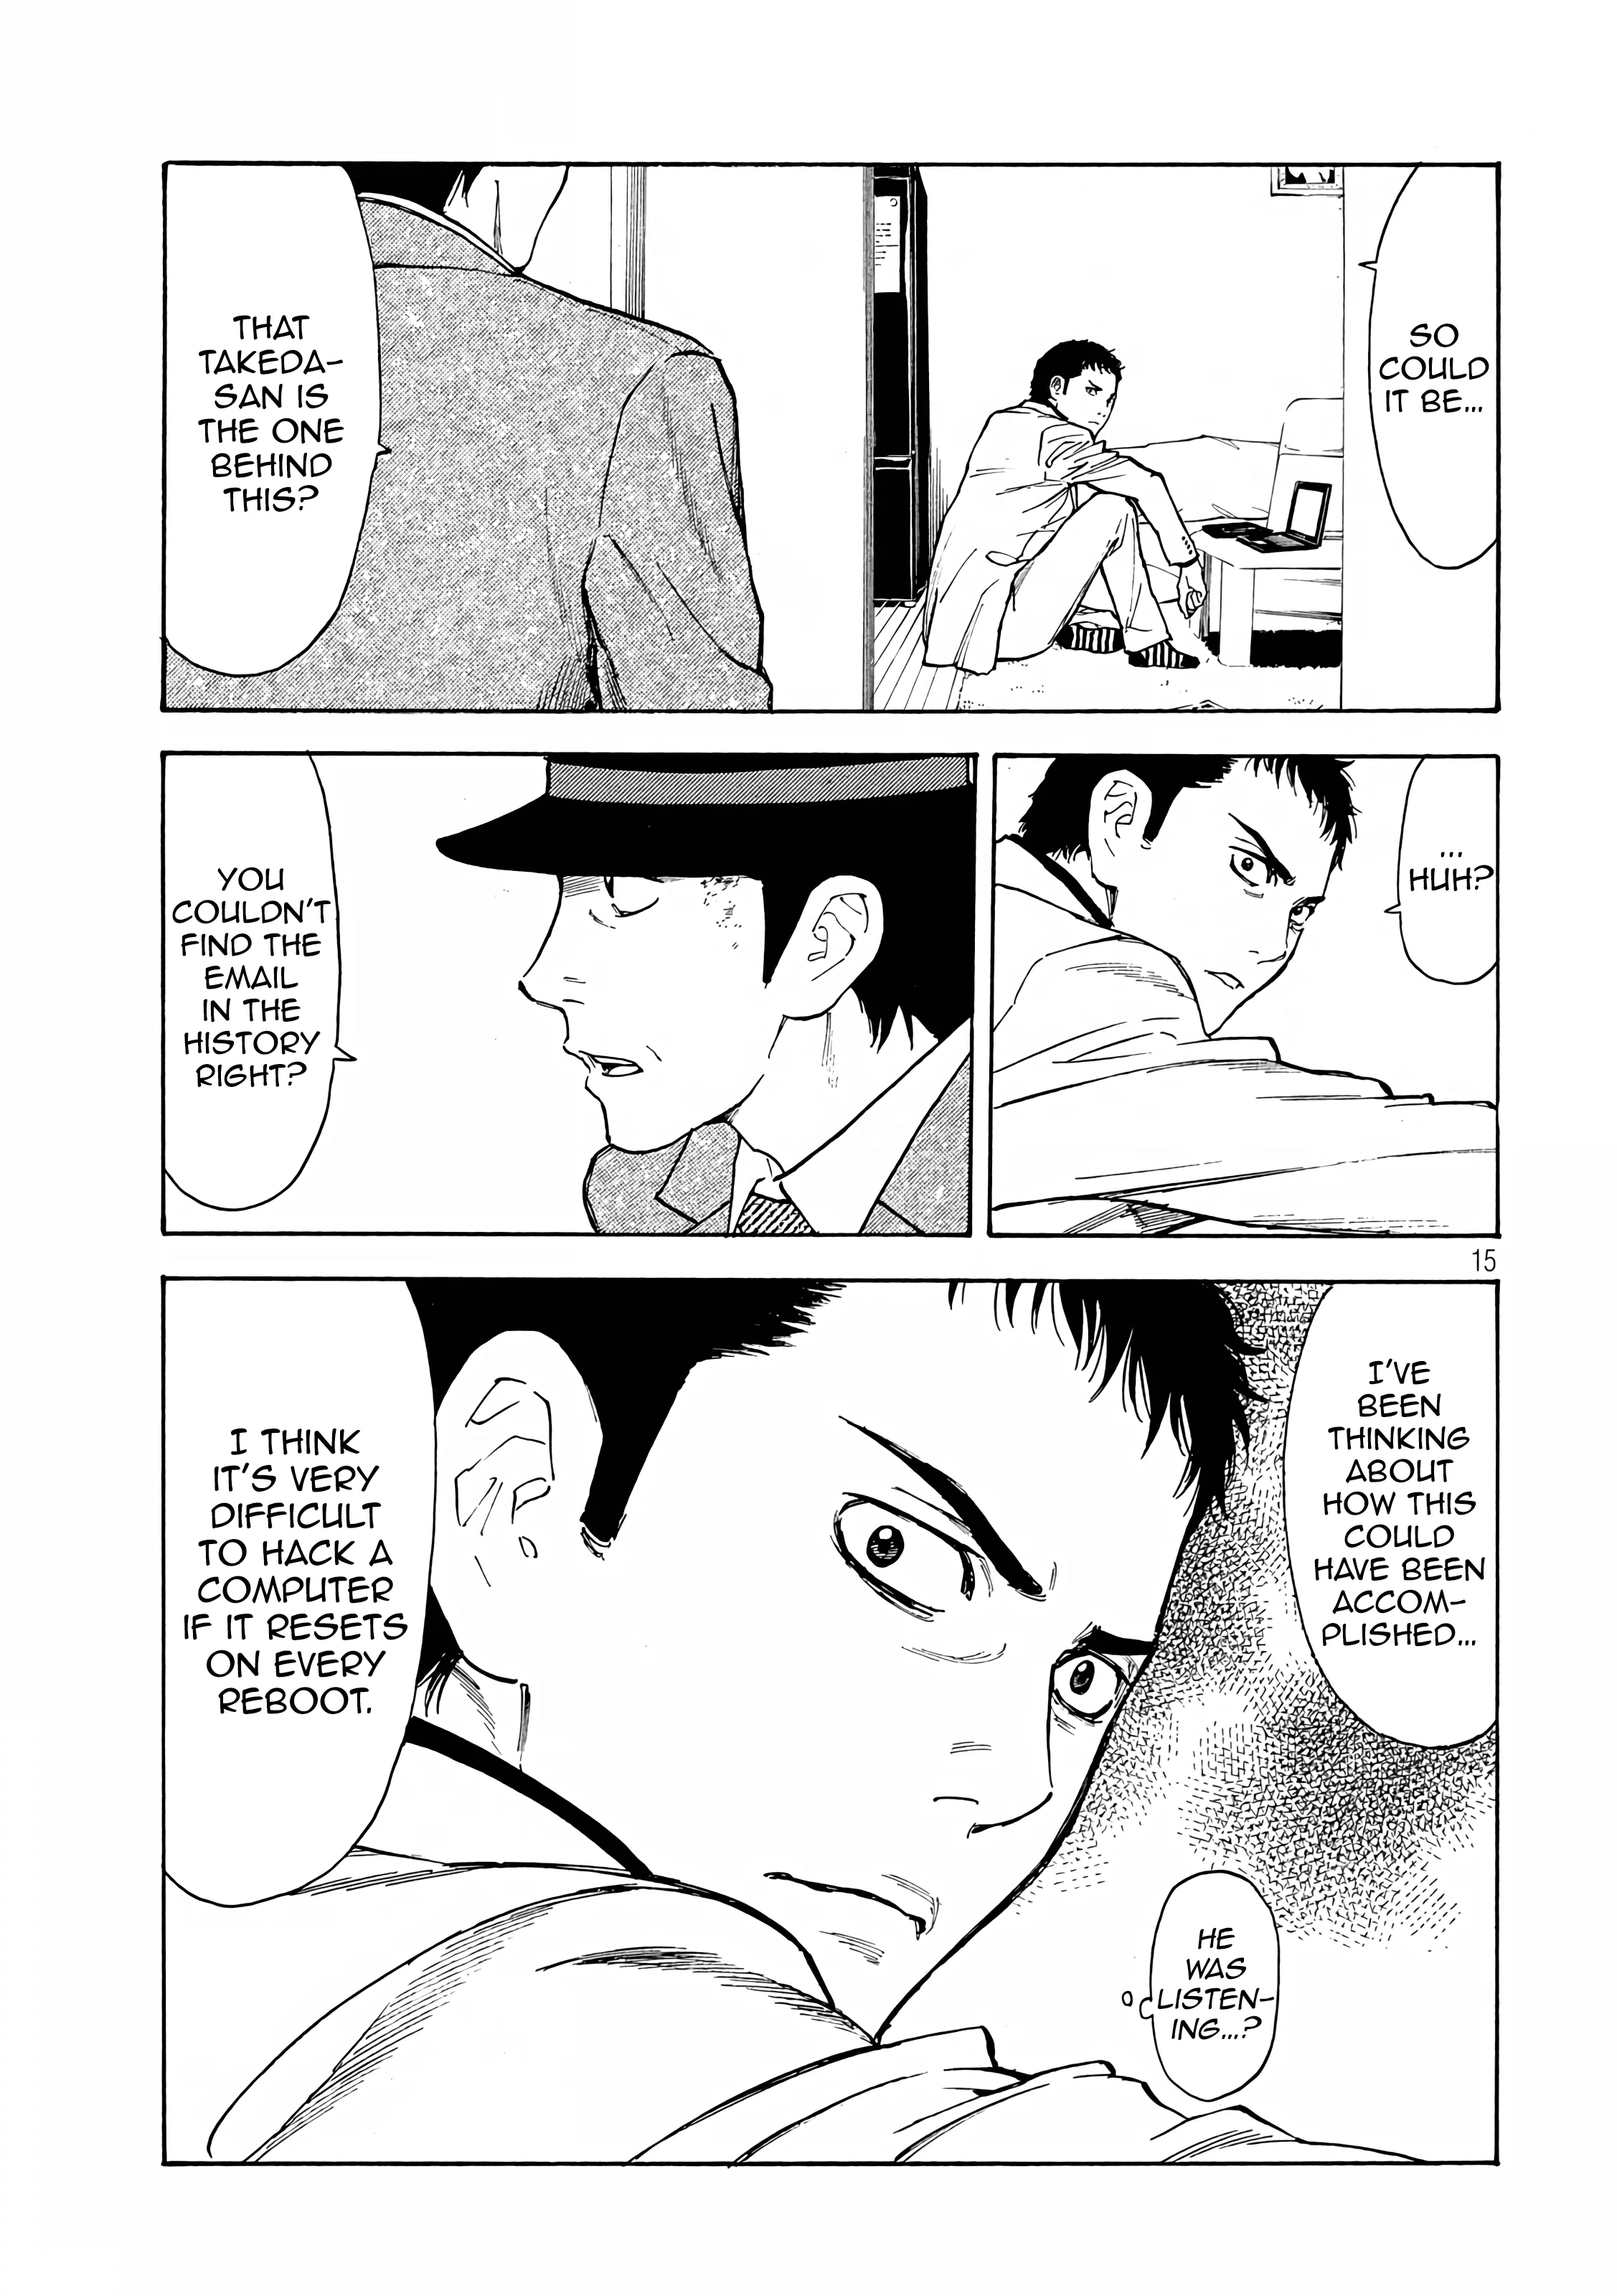 SO
COULD
IT BE...
THAT
TAKEDA-
SAN IS
THE ONE
BEHIND
THIS?
...
HUH?
YOU
COULDN'T
FIND THE
EMAIL
IN THE
HISTORY
RIGHT?
15
I'VE
BEEN
THINKING
ABOUT
HOW THIS
COULD
HAVE BEEN
ACCOM-
PLISHED...
I THINK
IT'S VERY
DIFFICULT
TO HACK A
COMPUTER
IF IT RESETS
ON EVERY
REBOOT.
HE
WAS
LISTEN-
ING...?